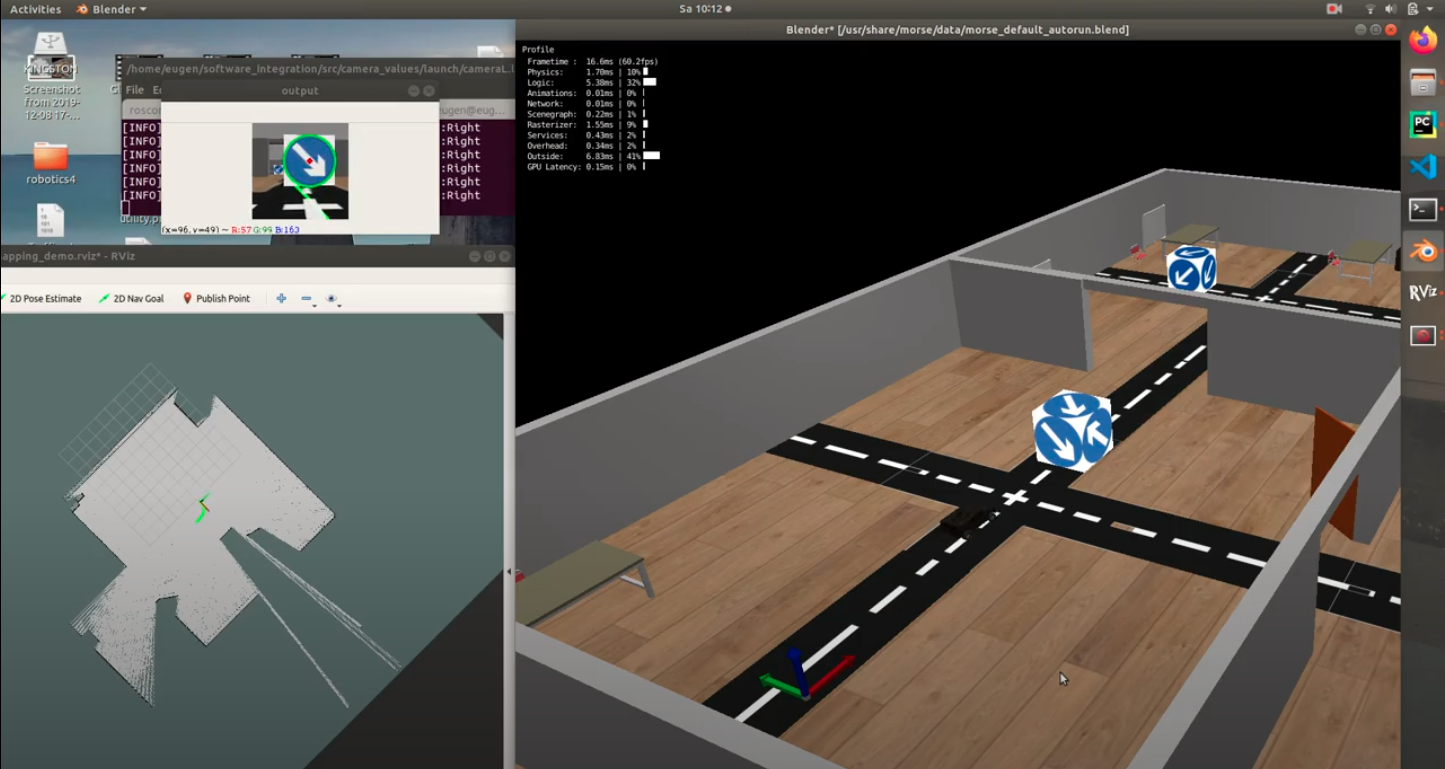 Activities
Blender
Sa 10:12
Blender* [/usr/share/morse/data/morse_default_autorun.blend]
KINGSTON
Screenshot
from 2019-
12-08 17-...
robotics4
/home/eugen/software_integration/src/camera_values/launch/cameraL.l
File
output
roscor
eugen@eug...
[INFO] :Right
[INFO] :Right
[INFO] :Right
[INFO] :Right
[INFO] :Right
[INFO] :Right
utility.p
(x=96, y=49) ~ R:57 G:99 B:163
Profile
Frametime : 16.6ms (60.2fps)
Physics: 1.70ms | 10%
Logic: 5.38ms | 32%
Animations: 0.01ms | 0%
Network: 0.01ms | 0%
Scenegraph: 0.22ms | 1%
Rasterizer: 1.55ms | 9%
Services: 0.43ms | 2%
Overhead: 0.34ms | 2%
Outside: 6.83ms | 41%
GPU Latency: 0.15ms | 0%
apping_demo.rviz* - RViz
2D Pose Estimate
2D Nav Goal
Publish Point
PC
RViz